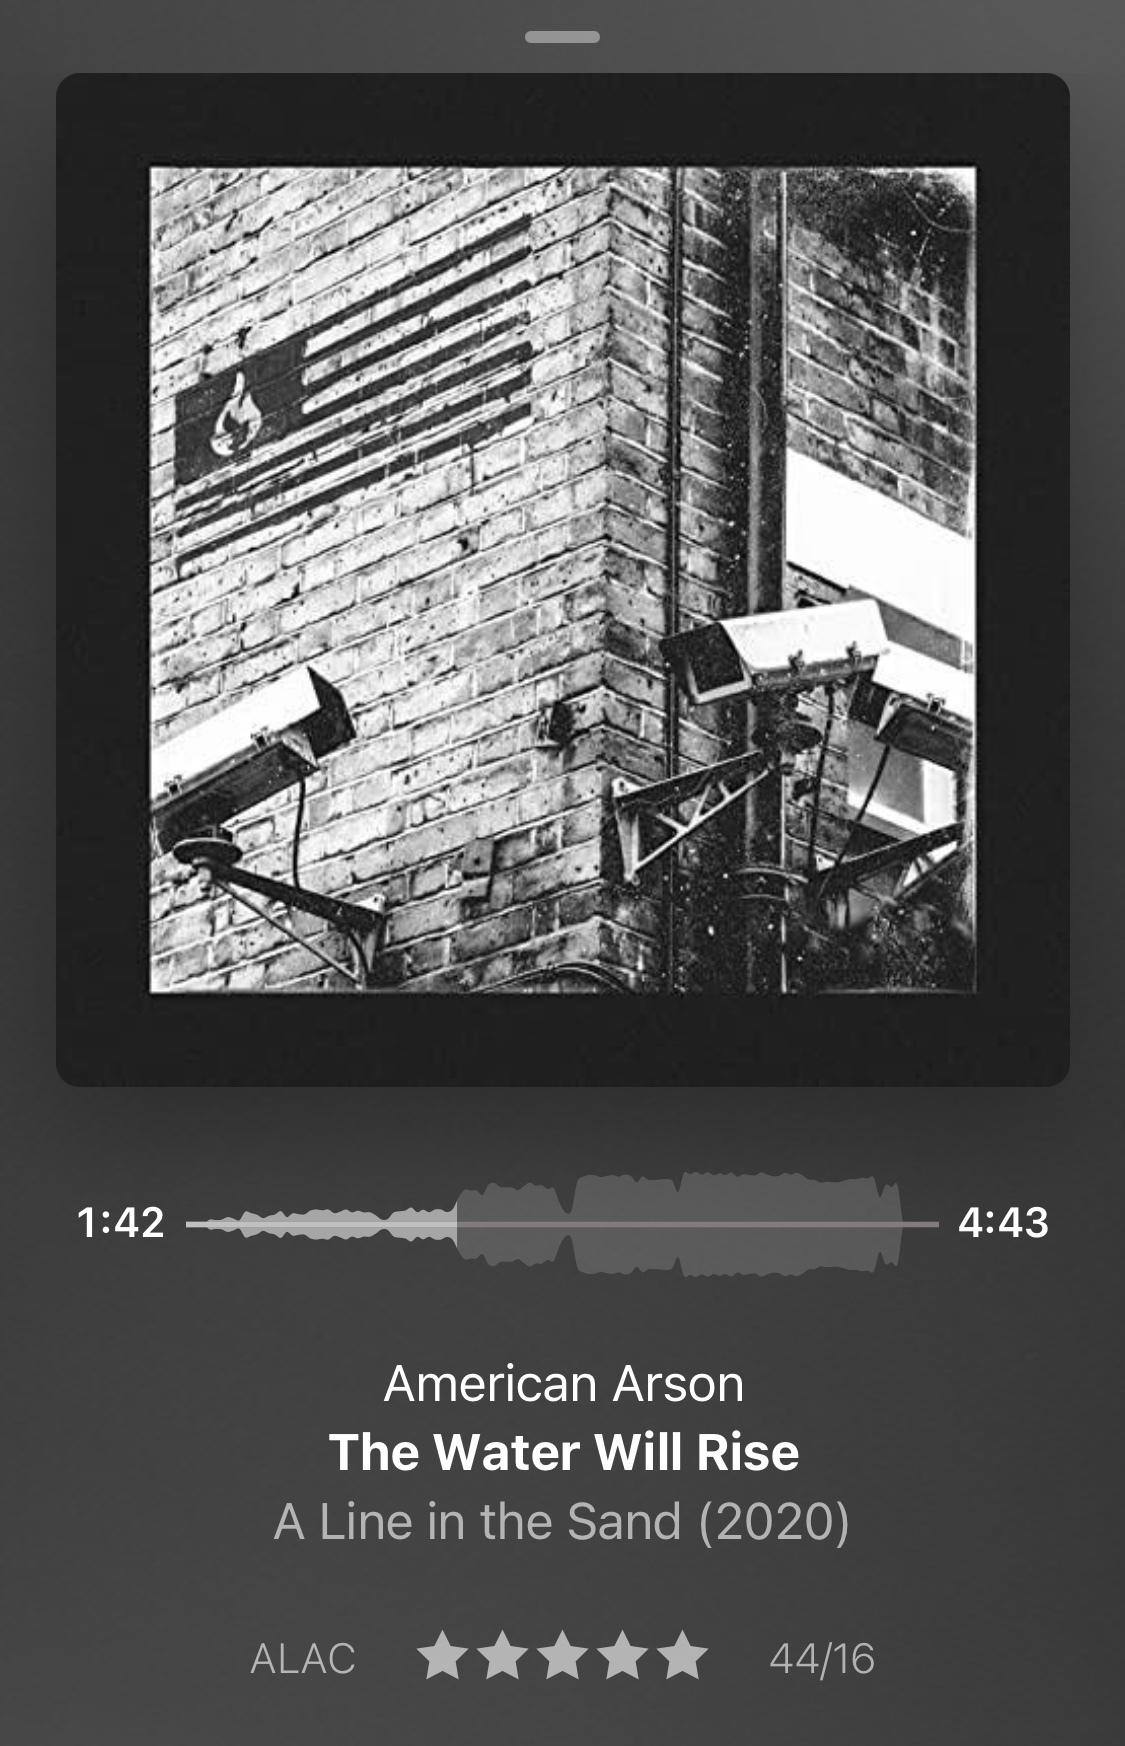 1:42 4:43
American Arson
The Water Will Rise
A Line in the Sand (2020)
ALAC 44/16